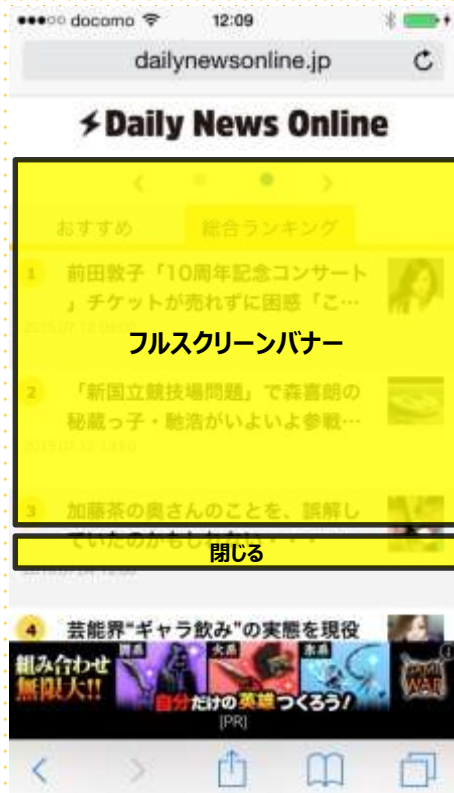 docomo 12:09
dailynewsonline.jp
Daily News Online
おすすめ 総合ランキング
1 前田敦子「10周年記念コンサート
」チケットが売れずに困惑「こ…
フルスクリーンバナー
2 「新国立競技場問題」で森喜朗の
秘蔵っ子・馳浩がいよいよ参戦…
3 加藤茶の奥さんのことを、誤解し
ていたのかもしれない・・・
閉じる
4 芸能界“ギャラ飲み”の実態を現役
組み合わせ
無限大!!
火系
氷系
自分だけの英雄つくろう!
[PR]
WAR